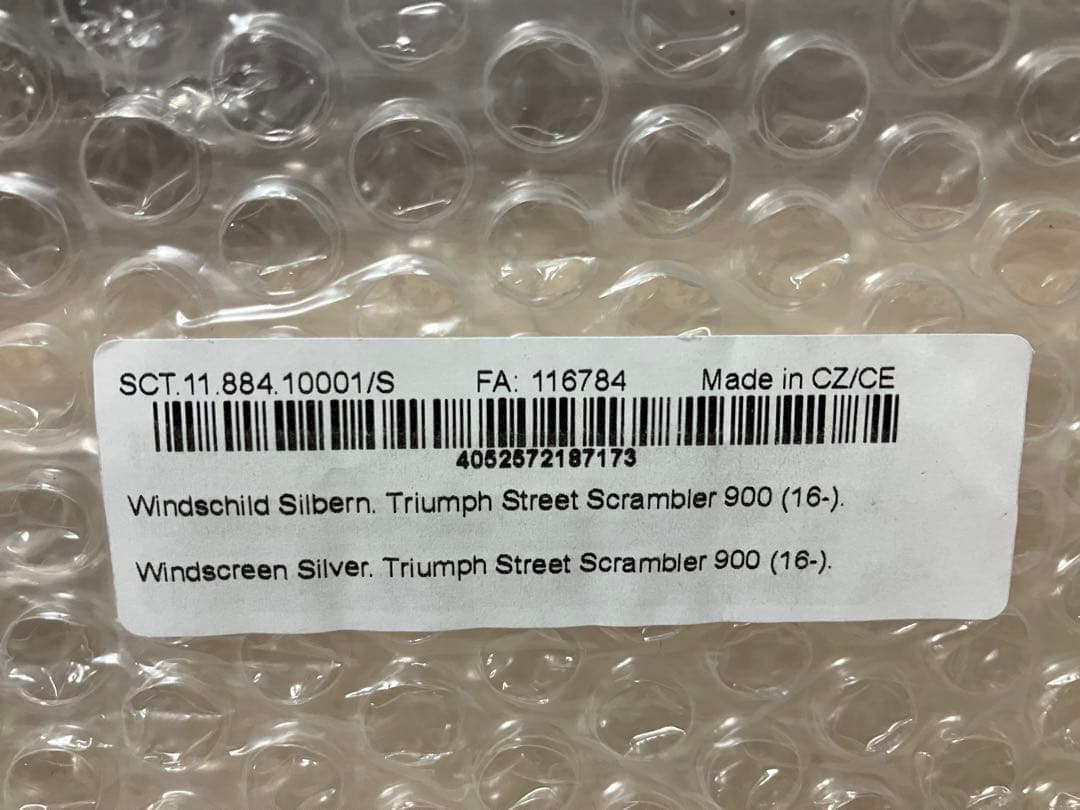 SCT.11.884.10001/S FA: 116784 Made in CZ/CE
4052572187173
Windschild Silbern. Triumph Street Scrambler 900 (16-).
Windscreen Silver. Triumph Street Scrambler 900 (16-).